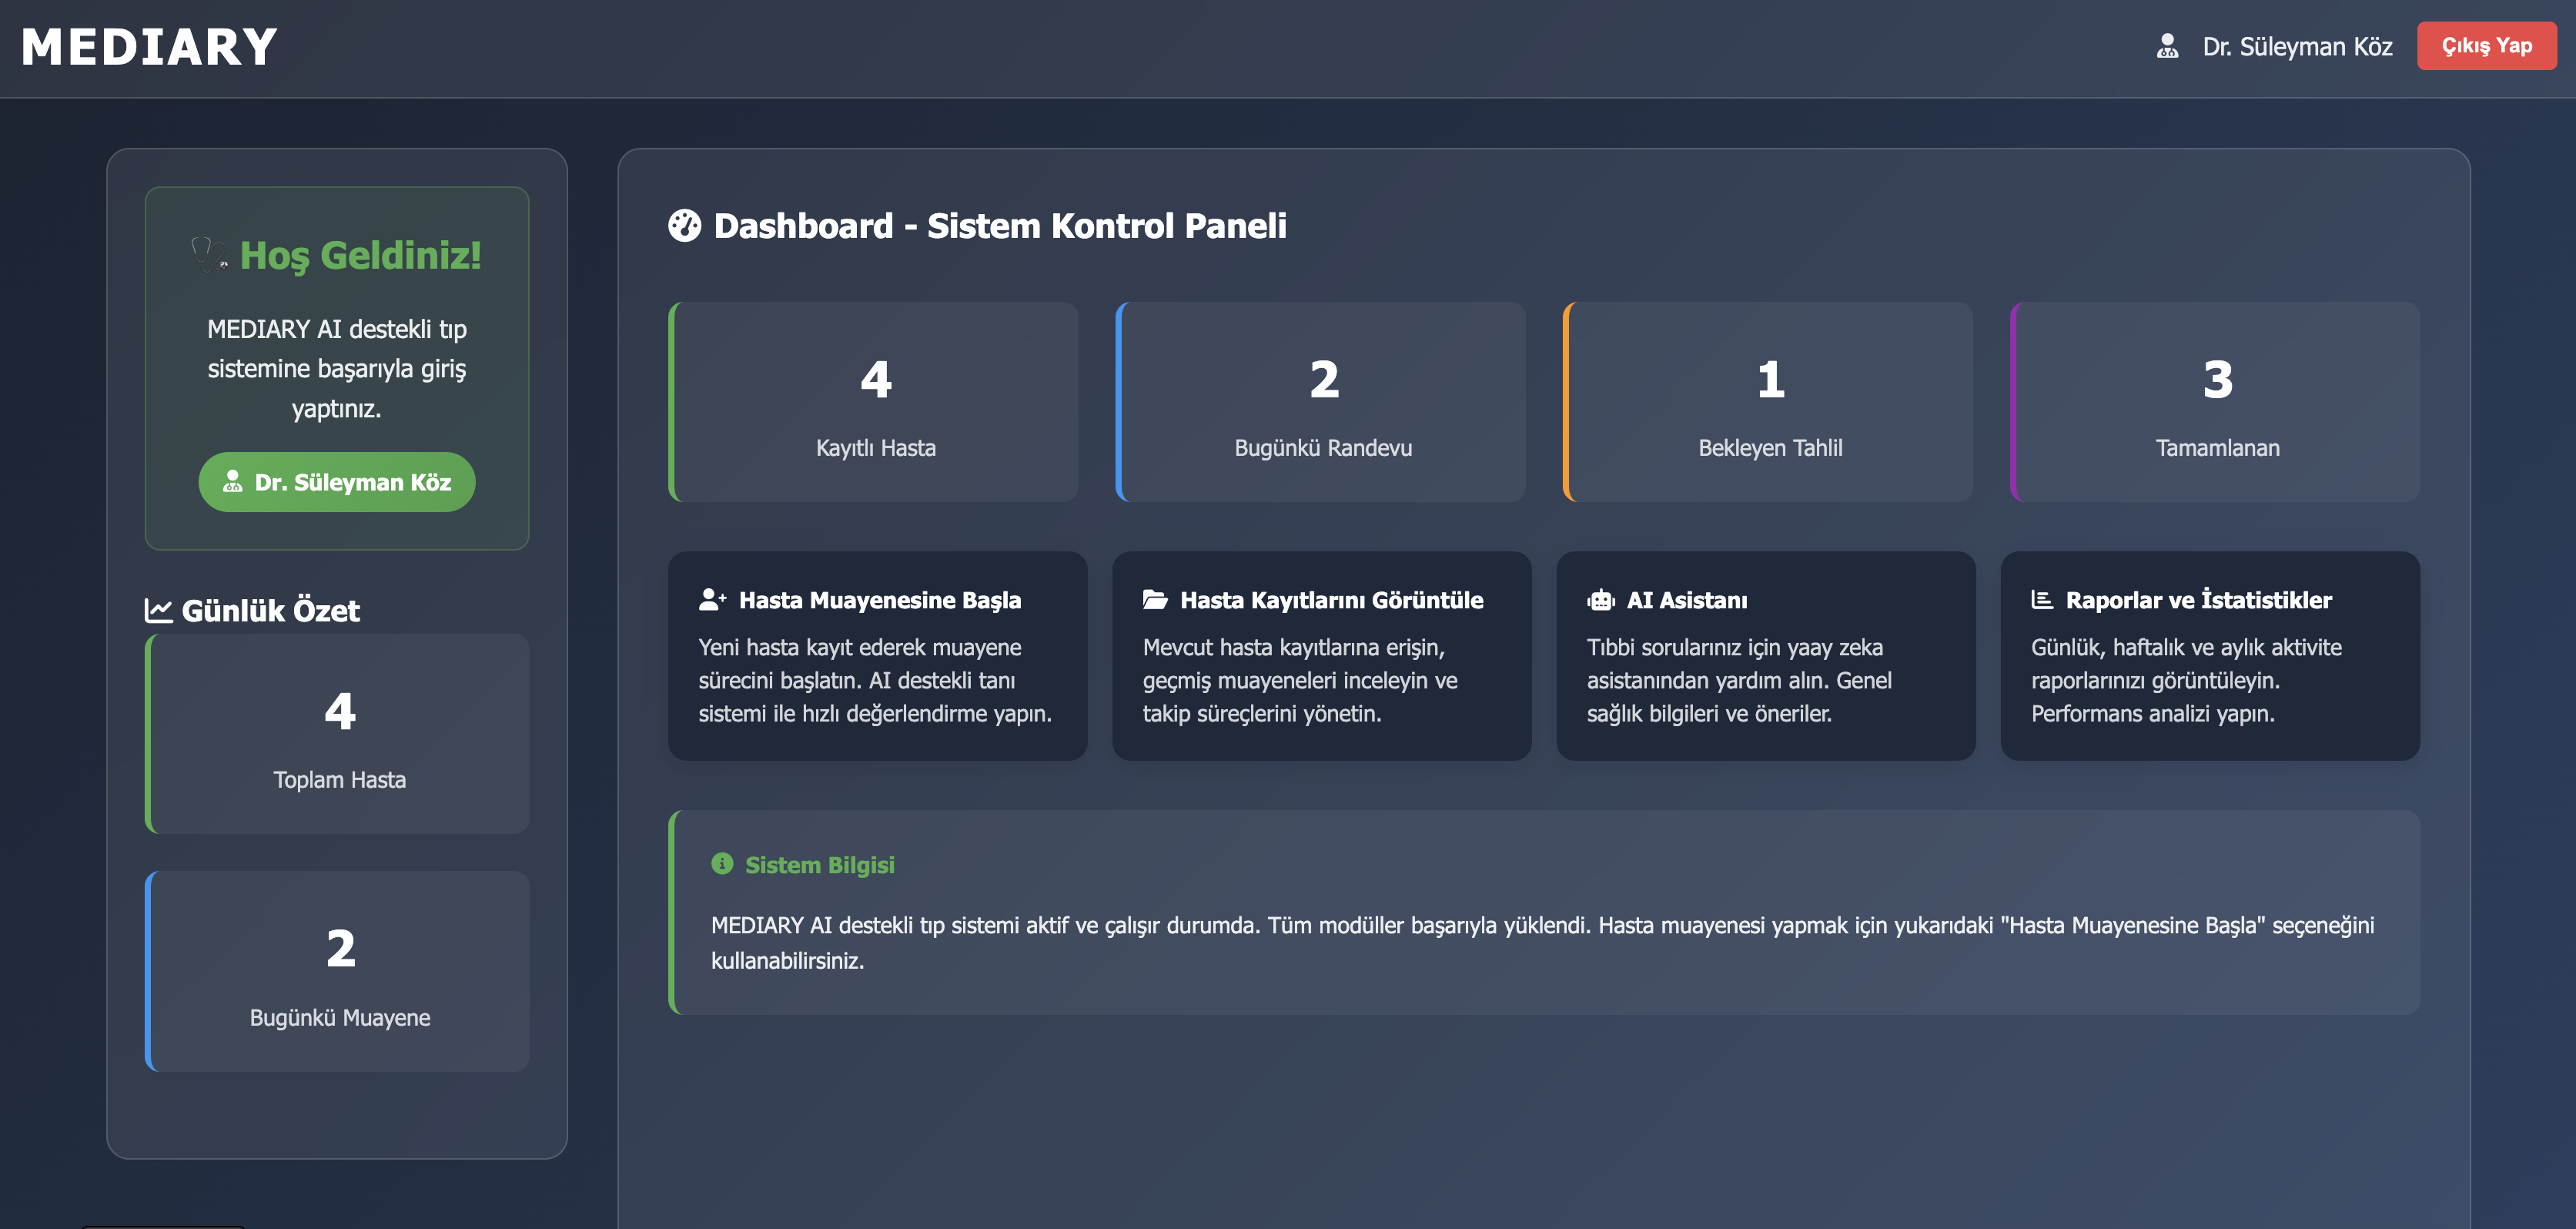 MEDIARY
Dr. Süleyman Köz
Çıkış Yap
Hoş Geldiniz!
MEDIARY AI destekli tıp
sistemine başarıyla giriş
yaptınız.
Dr. Süleyman Köz
Günlük Özet
4
Toplam Hasta
2
Bugünkü Muayene
Dashboard - Sistem Kontrol Paneli
4
Kayıtlı Hasta
2
Bugünkü Randevu
1
Bekleyen Tahlil
3
Tamamlanan
Hasta Muayenesine Başla
Yeni hasta kayıt ederek muayene
sürecini başlatın. AI destekli tanı
sistemi ile hızlı değerlendirme yapın.
Hasta Kayıtlarını Görüntüle
Mevcut hasta kayıtlarına erişin,
geçmiş muayeneleri inceleyin ve
takip süreçlerini yönetin.
AI Asistanı
Tıbbi sorularınız için yaay zeka
asistanından yardım alın. Genel
sağlık bilgileri ve öneriler.
Raporlar ve İstatistikler
Günlük, haftalık ve aylık aktivite
raporlarınızı görüntüleyin.
Performans analizi yapın.
Sistem Bilgisi
MEDIARY AI destekli tıp sistemi aktif ve çalışır durumda. Tüm modüller başarıyla yüklendi. Hasta muayenesi yapmak için yukarıdaki "Hasta Muayenesine Başla" seçeneğini
kullanabilirsiniz.